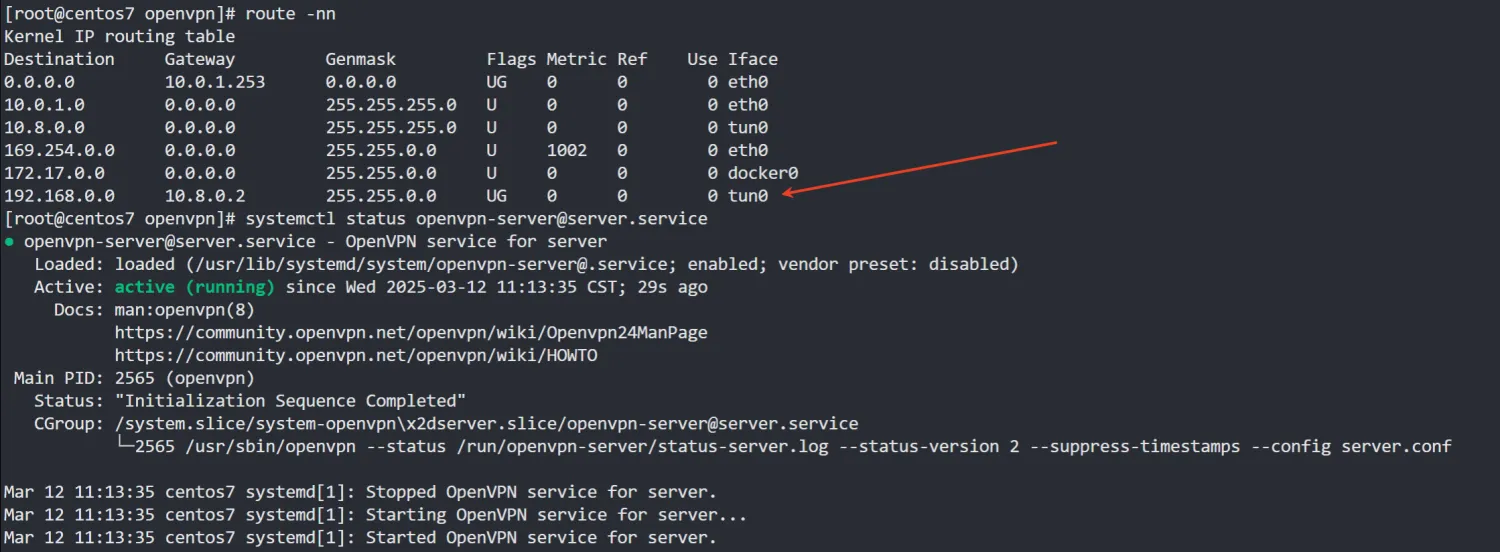 [root@centos7 openvpn]# route -nn
Kernel IP routing table
Destination     Gateway         Genmask         Flags Metric Ref    Use Iface
0.0.0.0         10.0.1.253      0.0.0.0         UG    0      0        0 eth0
10.0.1.0        0.0.0.0         255.255.255.0   U     0      0        0 eth0
10.8.0.0        0.0.0.0         255.255.255.0   U     0      0        0 tun0
169.254.0.0     0.0.0.0         255.255.0.0     U     1002   0        0 eth0
172.17.0.0      0.0.0.0         255.255.0.0     U     0      0        0 docker0
192.168.0.0     10.8.0.2        255.255.0.0     UG    0      0        0 tun0
[root@centos7 openvpn]# systemctl status openvpn-server@server.service
● openvpn-server@server.service - OpenVPN service for server
   Loaded: loaded (/usr/lib/systemd/system/openvpn-server@.service; enabled; vendor preset: disabled)
   Active: active (running) since Wed 2025-03-12 11:13:35 CST; 29s ago
     Docs: man:openvpn(8)
           https://community.openvpn.net/openvpn/wiki/Openvpn24ManPage
           https://community.openvpn.net/openvpn/wiki/HOWTO
 Main PID: 2565 (openvpn)
   Status: "Initialization Sequence Completed"
   CGroup: /system.slice/system-openvpn\x2dserver.slice/openvpn-server@server.service
           └─2565 /usr/sbin/openvpn --status /run/openvpn-server/status-server.log --status-version 2 --suppress-timestamps --config server.conf
Mar 12 11:13:35 centos7 systemd[1]: Stopped OpenVPN service for server.
Mar 12 11:13:35 centos7 systemd[1]: Starting OpenVPN service for server...
Mar 12 11:13:35 centos7 systemd[1]: Started OpenVPN service for server.